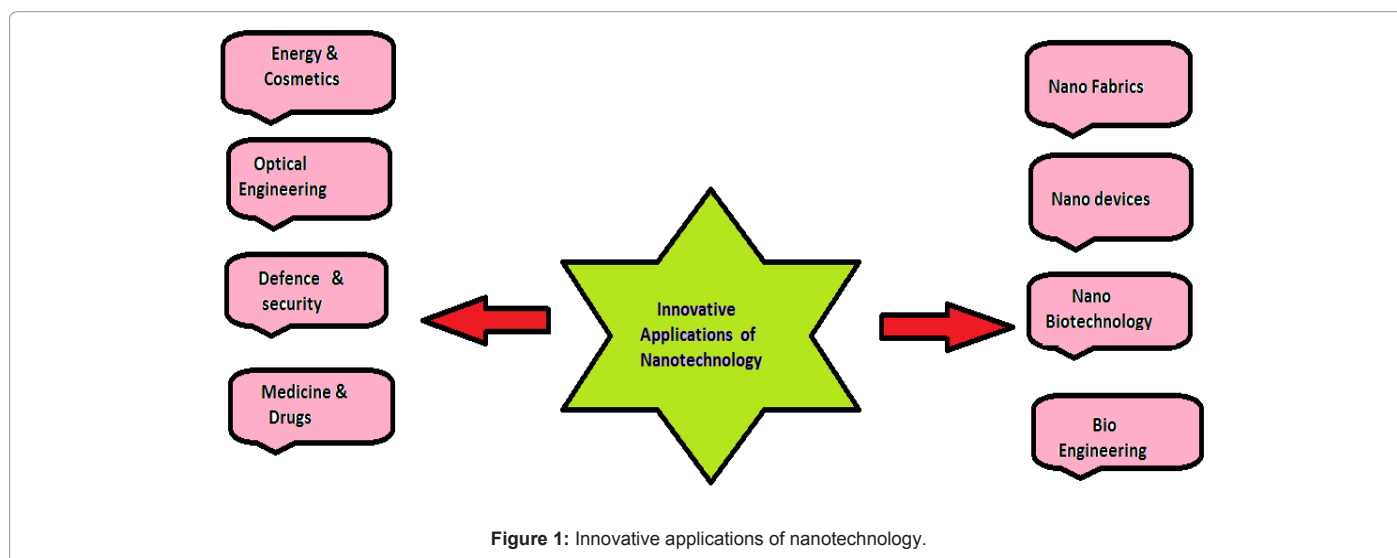 Energy &
Cosmetics
Optical
Engineering
Defence &
security
Medicine &
Drugs
Innovative
Applications of
Nanotechnology
Nano Fabrics
Nano devices
Nano
Biotechnology
Bio
Engineering
Figure 1: Innovative applications of nanotechnology.